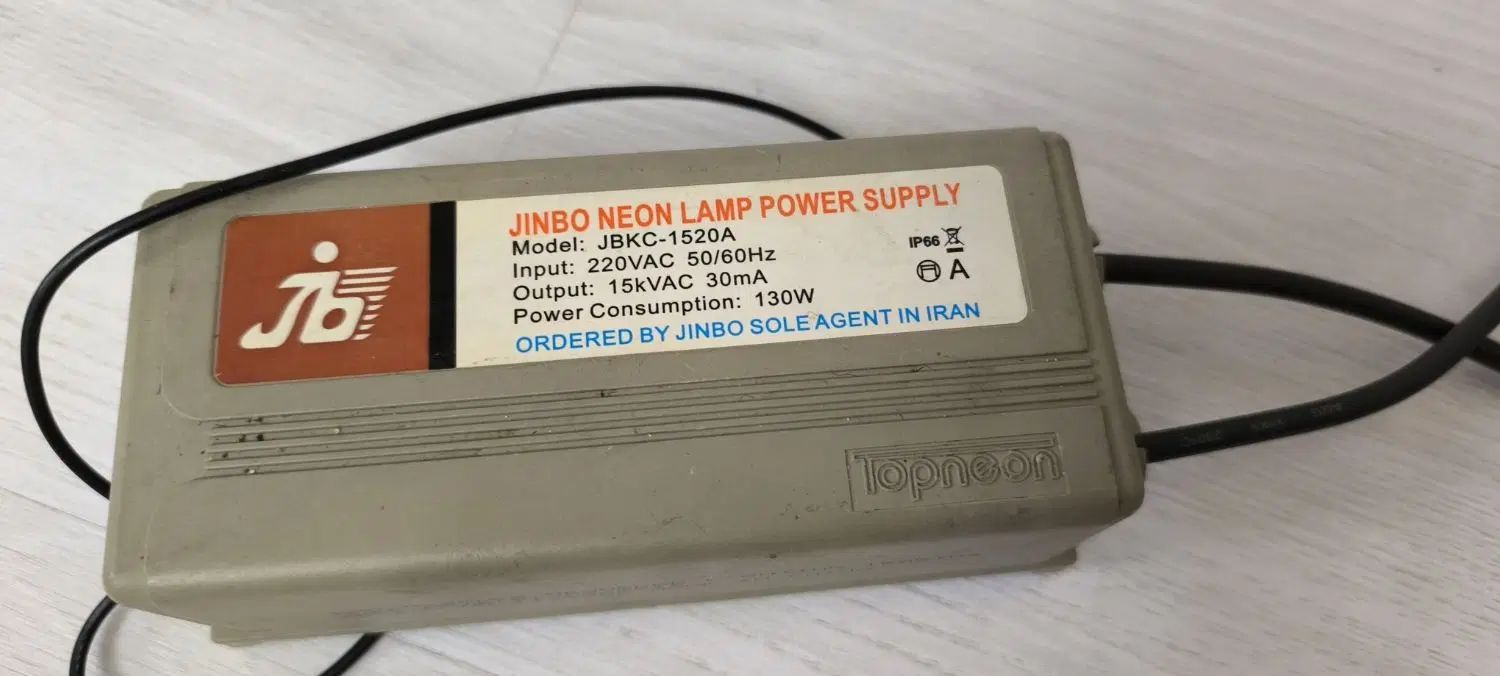 JINBO NEON LAMP POWER SUPPLY
Model: JBKC-1520A
Input: 220VAC 50/60Hz
Output: 15kVAC 30mA
Power Consumption: 130W
ORDERED BY JINBO SOLE AGENT IN IRAN
IP66
A
Jb
Topneon